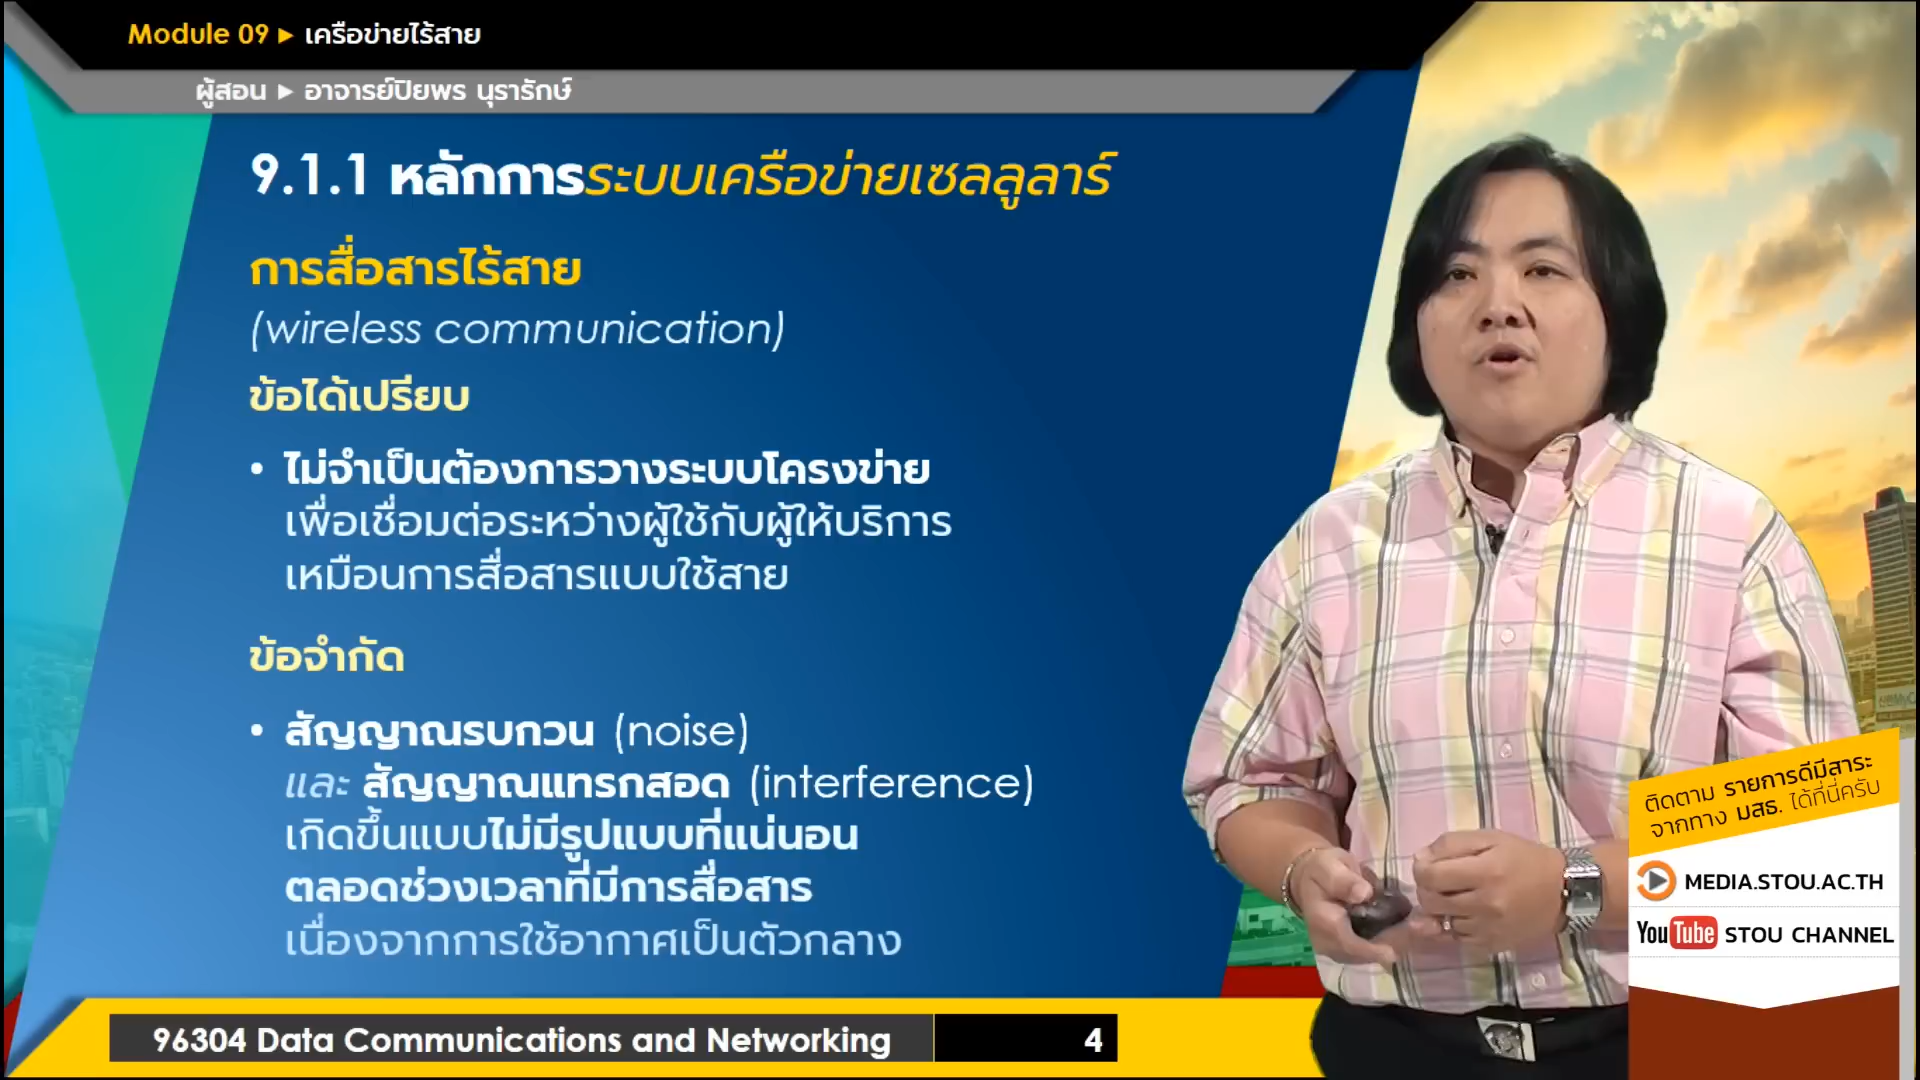 Module 09 ▸ เครือข่ายไร้สาย
ผู้สอน ▸ อาจารย์ปิยพร นุรารักษ์
9.1.1 หลักการระบบเครือข่ายเซลลูลาร์
การสื่อสารไร้สาย
(wireless communication)
ข้อได้เปรียบ
• ไม่จำเป็นต้องการวางระบบโครงข่าย
เพื่อเชื่อมต่อระหว่างผู้ใช้กับผู้ให้บริการ
เหมือนการสื่อสารแบบใช้สาย
ข้อจำกัด
• สัญญาณรบกวน (noise)
และ สัญญาณแทรกสอด (interference)
เกิดขึ้นแบบไม่มีรูปแบบที่แน่นอน
ตลอดช่วงเวลาที่มีการสื่อสาร
เนื่องจากการใช้อากาศเป็นตัวกลาง
ติดตาม รายการดีมีสาระ
จากทาง มสธ. ได้ที่นี่ครับ
MEDIA.STOU.AC.TH
YouTube STOU CHANNEL
96304 Data Communications and Networking
4